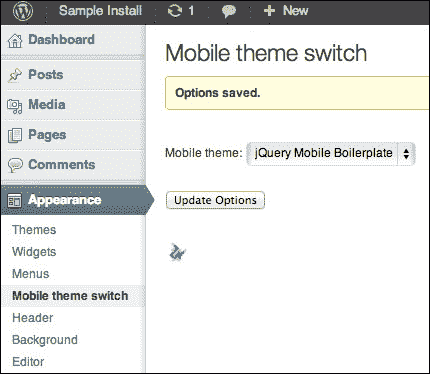 Sample Install 1 + New
Dashboard
Posts
Media
Pages
Comments
Appearance
Themes
Widgets
Menus
Mobile theme switch
Header
Background
Editor
Mobile theme switch
Options saved.
Mobile theme: jQuery Mobile Boilerplate
Update Options